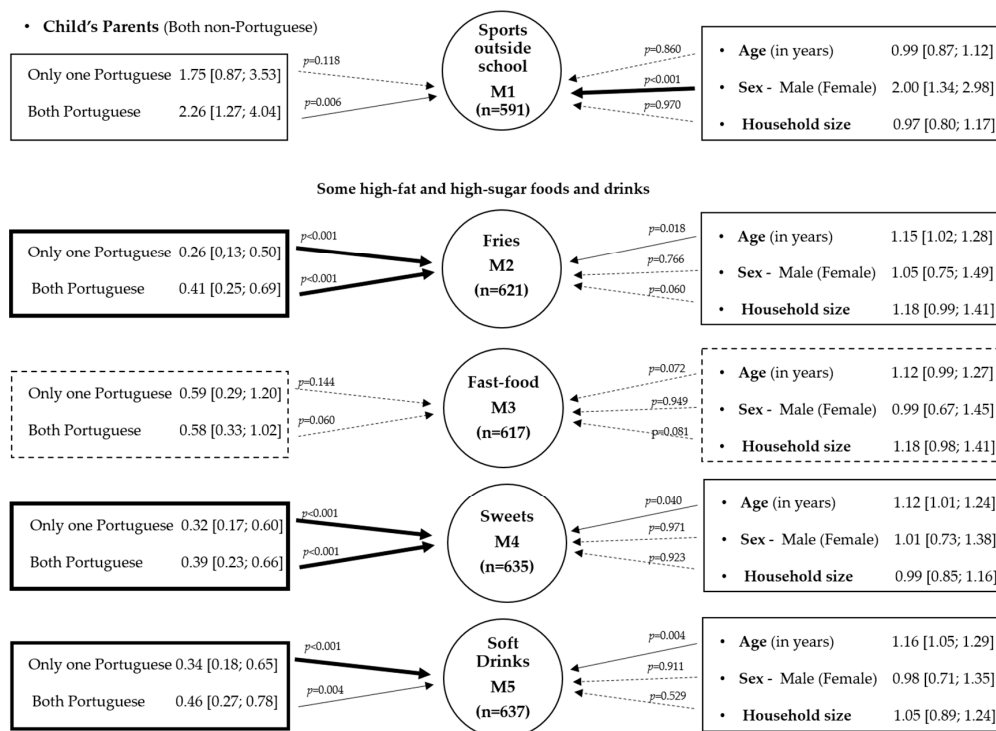 • Child's Parents (Both non-Portuguese)
Only one Portuguese 1.75 [0.87; 3.53]
Both Portuguese 2.26 [1.27; 4.04]
p=0.118
p=0.006
Sports
outside
school
M1
(n=591)
p=0.860
p<0.001
p=0.970
• Age (in years) 0.99 [0.87; 1.12]
• Sex - Male (Female) 2.00 [1.34; 2.98]
• Household size 0.97 [0.80; 1.17]
Some high-fat and high-sugar foods and drinks
Only one Portuguese 0.26 [0,13; 0.50]
Both Portuguese 0.41 [0.25; 0.69]
p<0.001
p<0.001
Fries
M2
(n=621)
p=0.018
p=0.766
p=0.060
• Age (in years) 1.15 [1.02; 1.28]
• Sex - Male (Female) 1.05 [0.75; 1.49]
• Household size 1.18 [0.99; 1.41]
Only one Portuguese 0.59 [0.29; 1.20]
Both Portuguese 0.58 [0.33; 1.02]
p=0.144
p=0.060
Fast-food
M3
(n=617)
p=0.072
p=0.949
p=0.081
• Age (in years) 1.12 [0.99; 1.27]
• Sex - Male (Female) 0.99 [0.67; 1.45]
• Household size 1.18 [0.98; 1.41]
Only one Portuguese 0.32 [0.17; 0.60]
Both Portuguese 0.39 [0.23; 0.66]
p<0.001
p<0.001
Sweets
M4
(n=635)
p=0.040
p=0.971
p=0.923
• Age (in years) 1.12 [1.01; 1.24]
• Sex - Male (Female) 1.01 [0.73; 1.38]
• Household size 0.99 [0.85; 1.16]
Only one Portuguese 0.34 [0.18; 0.65]
Both Portuguese 0.46 [0.27; 0.78]
p<0.001
p=0.004
Soft
Drinks
M5
(n=637)
p=0.004
p=0.911
p=0.529
• Age (in years) 1.16 [1.05; 1.29]
• Sex - Male (Female) 0.98 [0.71; 1.35]
• Household size 1.05 [0.89; 1.24]